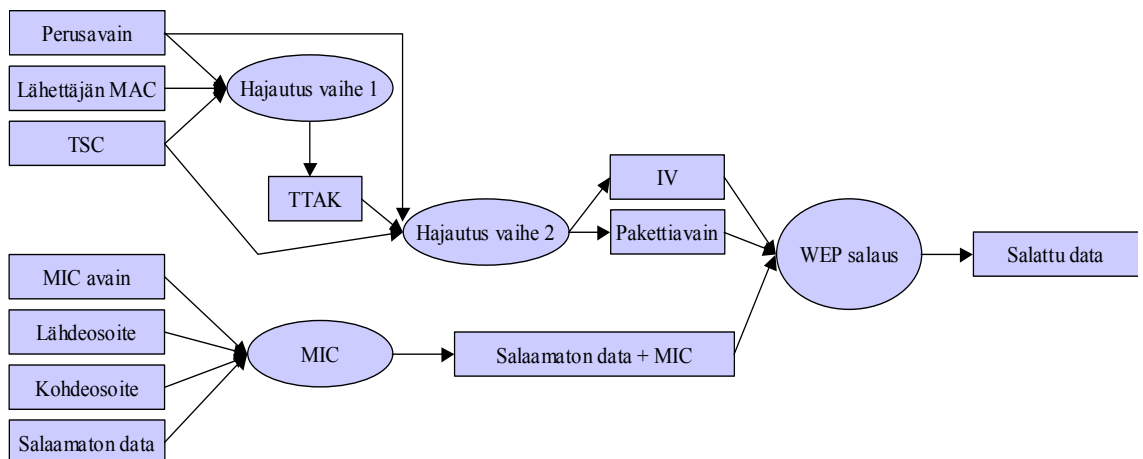 Perusavain
Lähettäjän MAC
TSC
Hajautus vaihe 1
TTAK
Hajautus vaihe 2
IV
Pakettiavain
WEP salaus
Salattu data
MIC avain
Lähdeosoite
Kohdeosoite
Salaamaton data
MIC
Salaamaton data + MIC